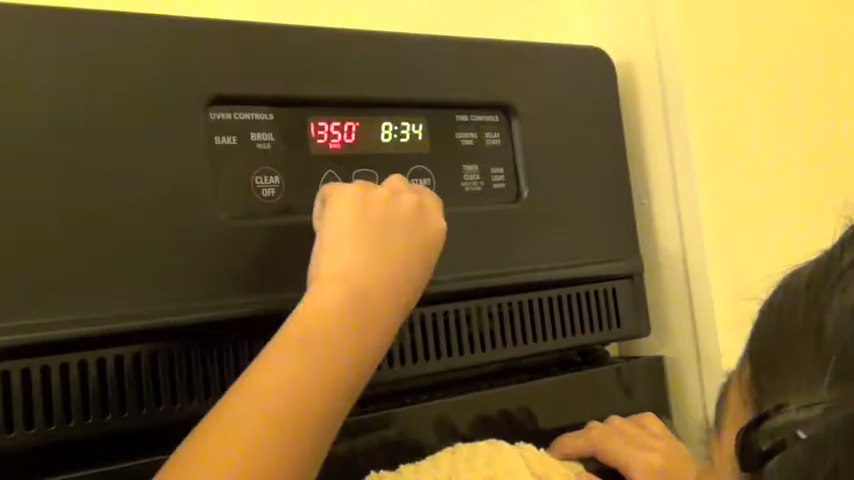 OVEN CONTROLS
BAKE BROIL
HI/LO
CLEAR
OFF
350°
BAKE
8:34
START
TIME CONTROLS
COOKING
TIME
DELAY
START
TIMER
CLOCK
OVEN
LIGHT